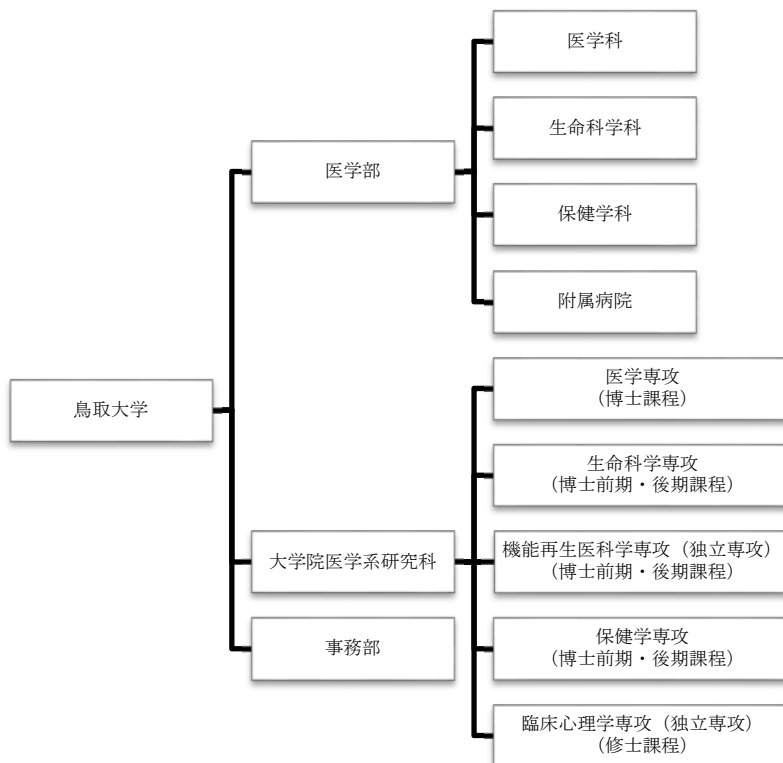 医学科
生命科学科
医学部
保健学科
附属病院
鳥取大学
医学専攻
(博士課程)
生命科学専攻
(博士前期・後期課程)
大学院医学系研究科
機能再生医科学専攻(独立専攻)
(博士前期・後期課程)
事務部
保健学専攻
(博士前期・後期課程)
臨床心理学専攻(独立専攻)
(修士課程)